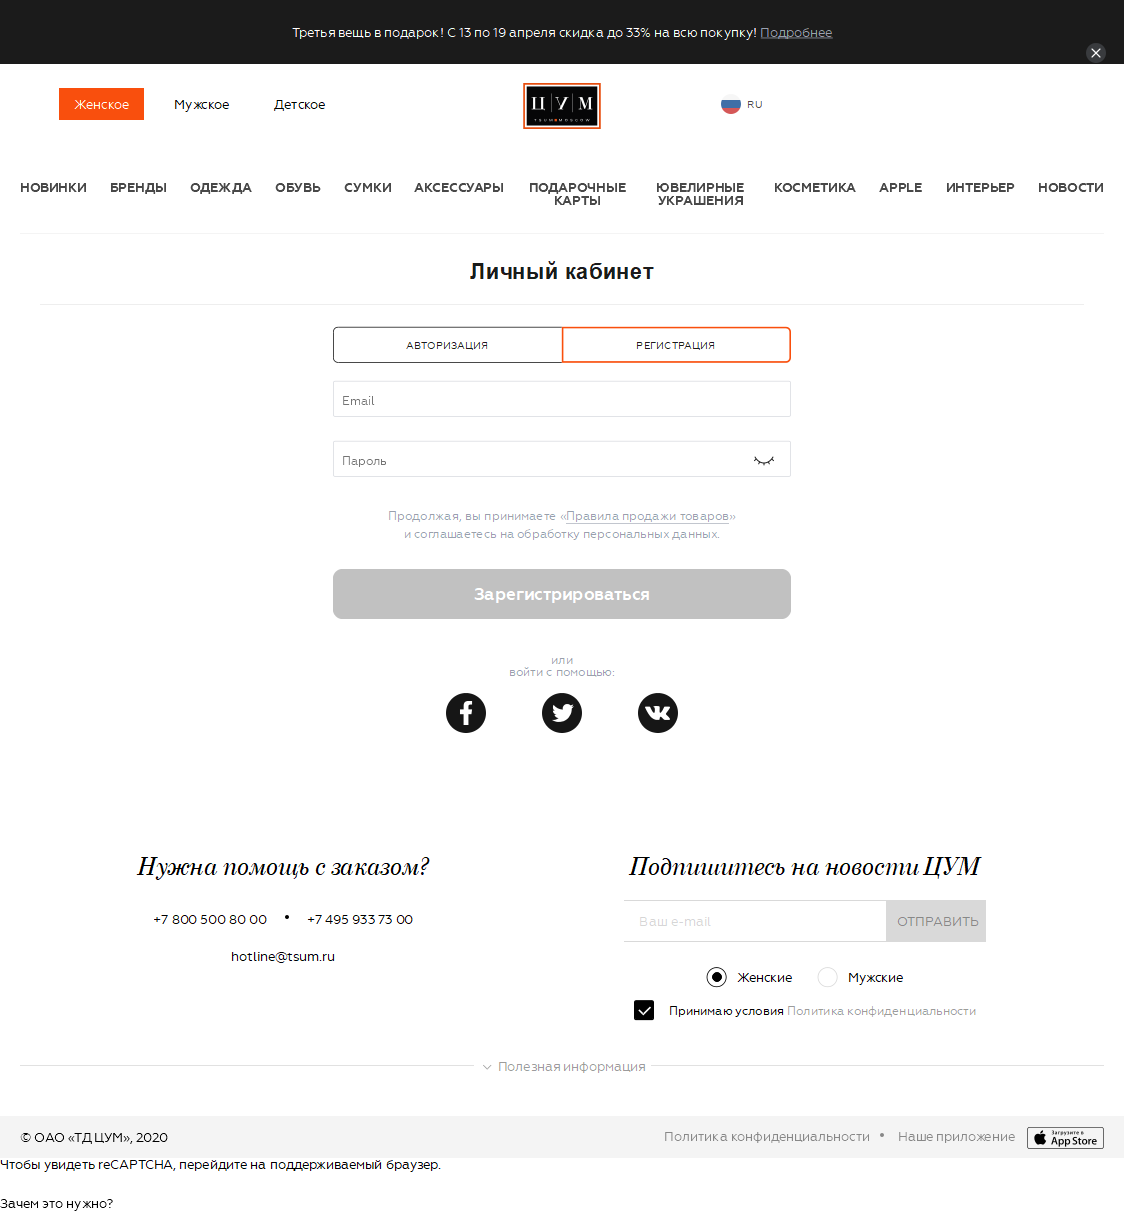 Третья вещь в подарок! С 13 по 19 апреля скидка до 33% на всю покупку! Подробнее
Женское
Мужское
Детское
ЦУМ
TSUM MOSCOW
RU
НОВИНКИ
БРЕНДЫ
ОДЕЖДА
ОБУВЬ
СУМКИ
АКСЕССУАРЫ
ПОДАРОЧНЫЕ
КАРТЫ
ЮВЕЛИРНЫЕ
УКРАШЕНИЯ
КОСМЕТИКА
APPLE
ИНТЕРЬЕР
НОВОСТИ
Личный кабинет
АВТОРИЗАЦИЯ
РЕГИСТРАЦИЯ
Email
Пароль
Продолжая, вы принимаете «Правила продажи товаров»
и соглашаетесь на обработку персональных данных.
Зарегистрироваться
или
войти с помощью:
Нужна помощь с заказом?
+7 800 500 80 00 • +7 495 933 73 00
hotline@tsum.ru
Подпишитесь на новости ЦУМ
Ваш e-mail
ОТПРАВИТЬ
Женские
Мужские
Принимаю условия Политика конфиденциальности
Полезная информация
© ОАО «ТД ЦУМ», 2020
Политика конфиденциальности • Наше приложение
Загрузите в
App Store
Чтобы увидеть reCAPTCHA, перейдите на поддерживаемый браузер.
Зачем это нужно?